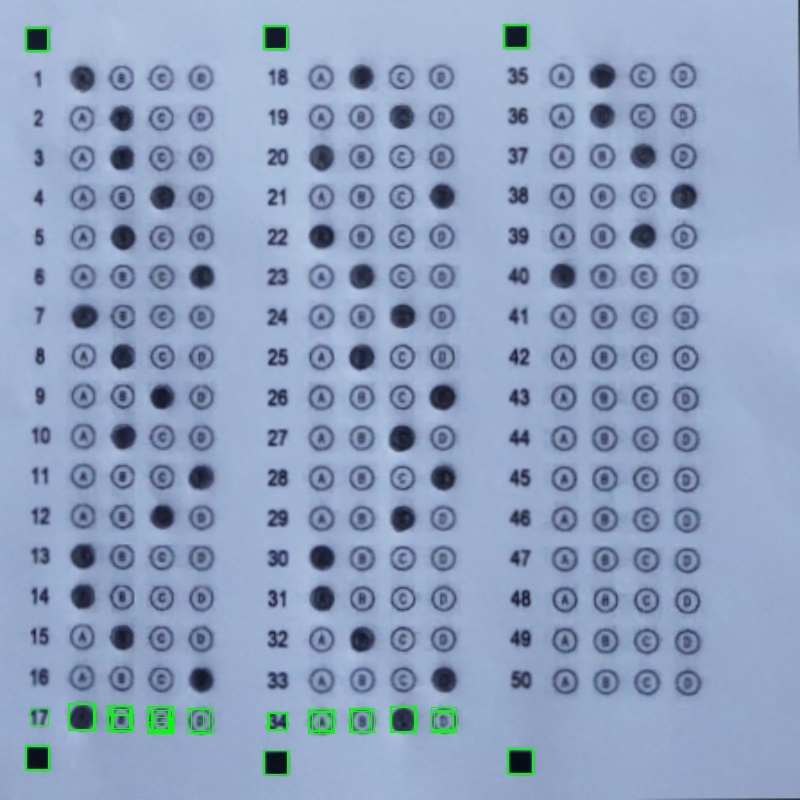 1 B C D
2 A C D
3 A C D
4 A B D
5 A C D
6 A B C
7 B C D
8 A C D
9 A B D
10 A C D
11 A B C
12 A B D
13 B C D
14 B C D
15 A C D
16 A B C
17 B C D
18 A C D
19 A B D
20 B C D
21 A B C
22 B C D
23 A C D
24 A B D
25 A C D
26 A B C
27 A B D
28 A B C
29 A B D
30 B C D
31 B C D
32 A C D
33 A B C
34 A B D
35 A C D
36 A C D
37 A B D
38 A B C
39 A B D
40 B C D
41 A B C D
42 A B C D
43 A B C D
44 A B C D
45 A B C D
46 A B C D
47 A B C D
48 A B C D
49 A B C D
50 A B C D